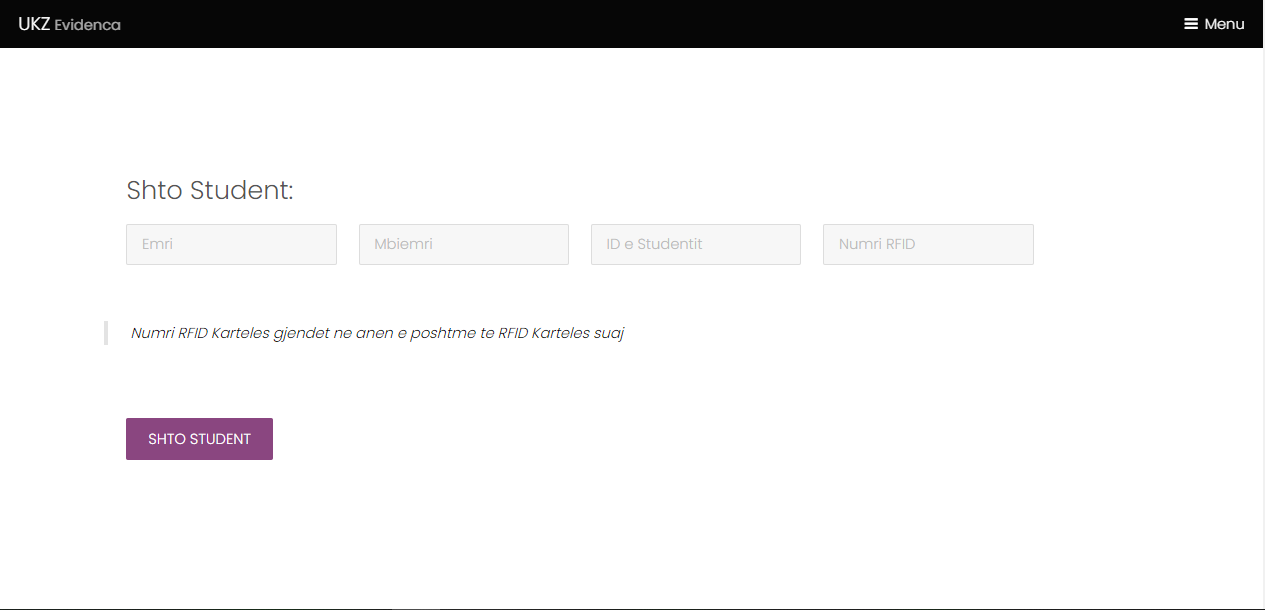 UKZ Evidenca
Menu
Shto Student:
Emri
Mbiemri
ID e Studentit
Numri RFID
Numri RFID Karteles gjendet ne anen e poshtme te RFID Karteles suaj
SHTO STUDENT